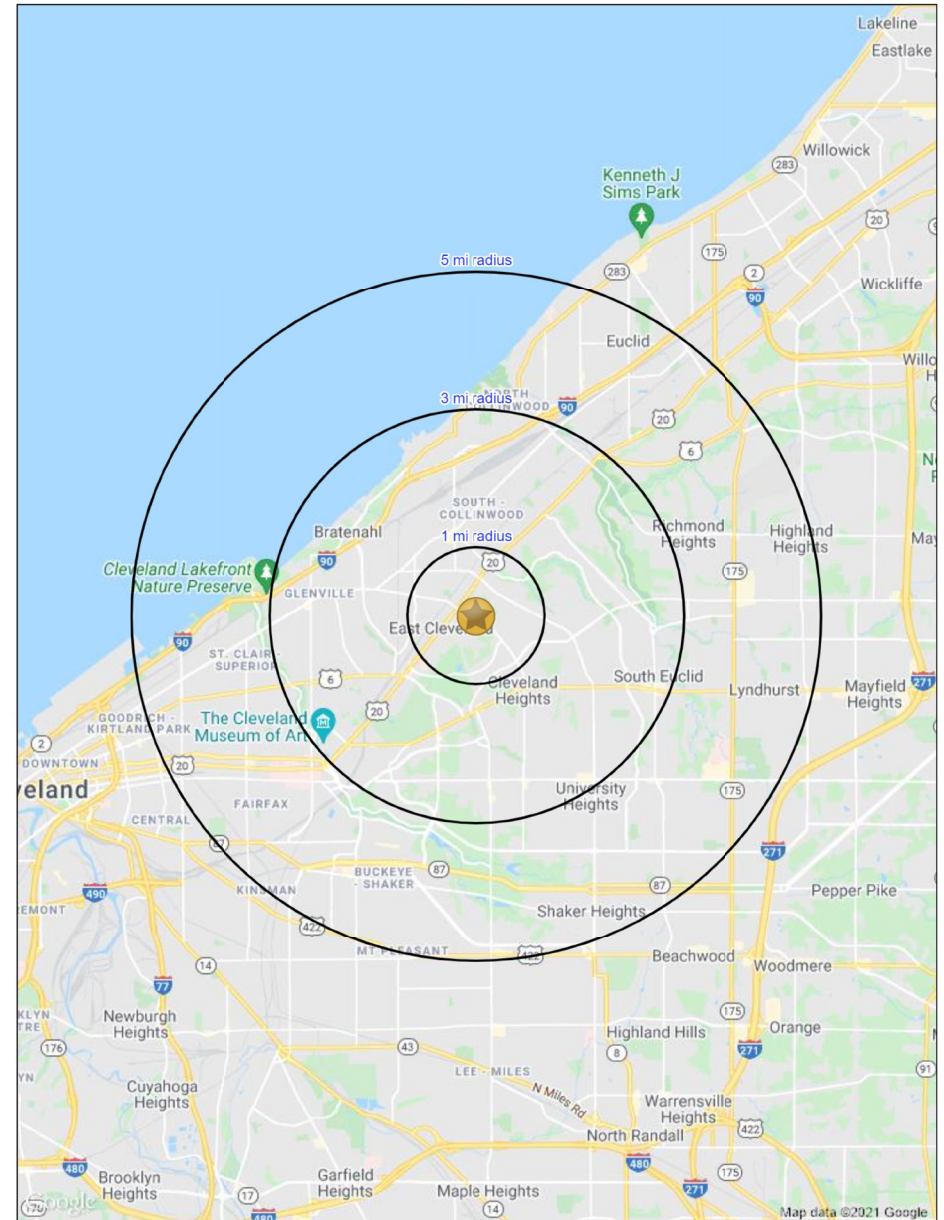 Lakeline
Eastlake
Willowick
283
Kenneth J
Sims Park
20
175
5 mi radius
283
2
90
Wickliffe
Euclid
Willo
H
3 mi radius
NORTH
COLLINWOOD
90
20
6
N
F
SOUTH -
COLLINWOOD
Bratenahl
Richmond
Heights
Highland
Heights
May
1 mi radius
90
20
175
Cleveland Lakefront
Nature Preserve
GLENVILLE
East Cleveland
90
ST. CLAIR -
SUPERIOR
6
Cleveland
Heights
South Euclid
Lyndhurst
Mayfield
Heights
271
GOODRICH -
KIRTLAND PARK
The Cleveland
Museum of Art
20
2
DOWNTOWN
20
veland
FAIRFAX
University
Heights
175
CENTRAL
87
271
BUCKEYE
- SHAKER
87
490
KINSMAN
87
Pepper Pike
REMONT
Shaker Heights
422
MT PLEASANT
422
Beachwood
Woodmere
14
77
KLYN
TRE
Newburgh
Heights
175
Orange
Highland Hills
176
43
8
271
91
YN
LEE - MILES
Cuyahoga
Heights
N Miles Rd
Warrensville
Heights
422
North Randall
480
480
175
Brooklyn
Heights
Garfield
Heights
271
17
Maple Heights
14
480
176
Google
Map data ©2021 Google